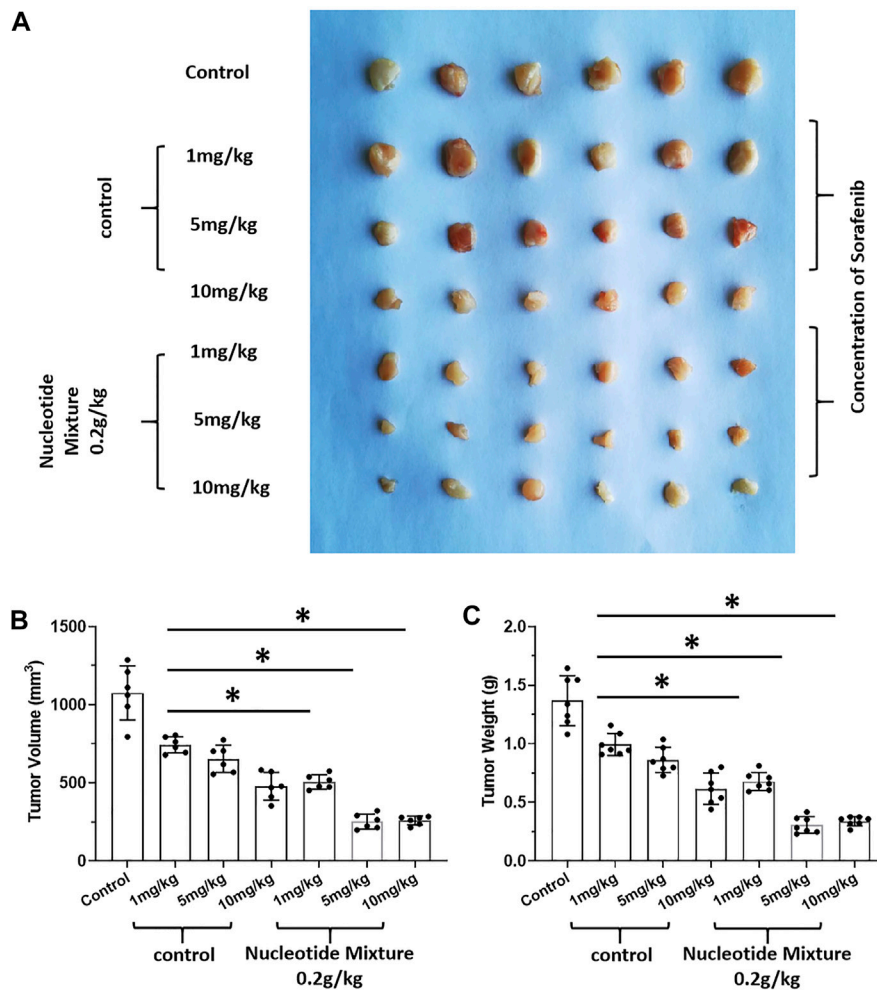 A
Control
control
1mg/kg
5mg/kg
10mg/kg
Nucleotide
Mixture
0.2g/kg
1mg/kg
5mg/kg
10mg/kg
Concentration of Sorafenib
B
Tumor Volume (mm³)
1500
1000
500
0
*
*
*
Control
1mg/kg
5mg/kg
10mg/kg
1mg/kg
5mg/kg
10mg/kg
control
Nucleotide Mixture
0.2g/kg
C
Tumor Weight (g)
2.0
1.5
1.0
0.5
0.0
*
*
*
Control
1mg/kg
5mg/kg
10mg/kg
1mg/kg
5mg/kg
10mg/kg
control
Nucleotide Mixture
0.2g/kg